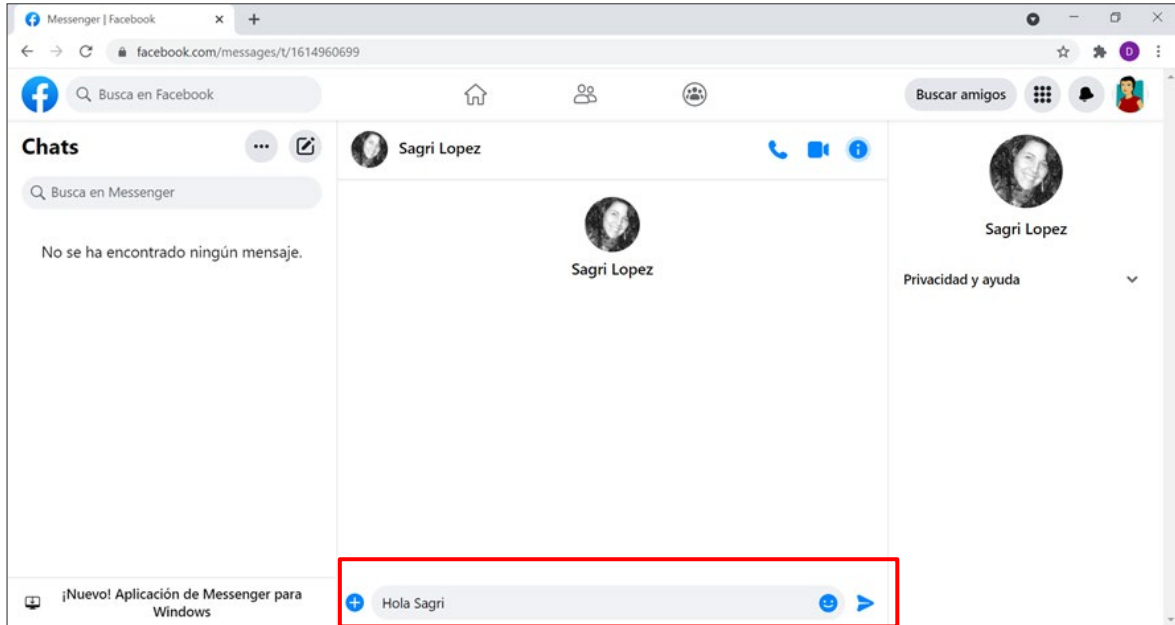 Messenger | Facebook
facebook.com/messages/t/1614960699
D
Busca en Facebook
Buscar amigos
Chats
Busca en Messenger
No se ha encontrado ningún mensaje.
¡Nuevo! Aplicación de Messenger para
Windows
Sagri Lopez
Sagri Lopez
Hola Sagri
Sagri Lopez
Privacidad y ayuda